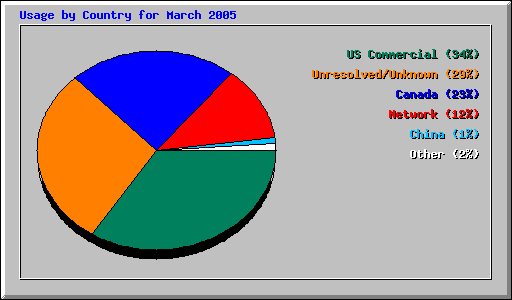 Usage by Country for March 2005
US Commercial (34%)
Unresolved/Unknown (29%)
Canada (23%)
Network (12%)
China (1%)
Other (2%)